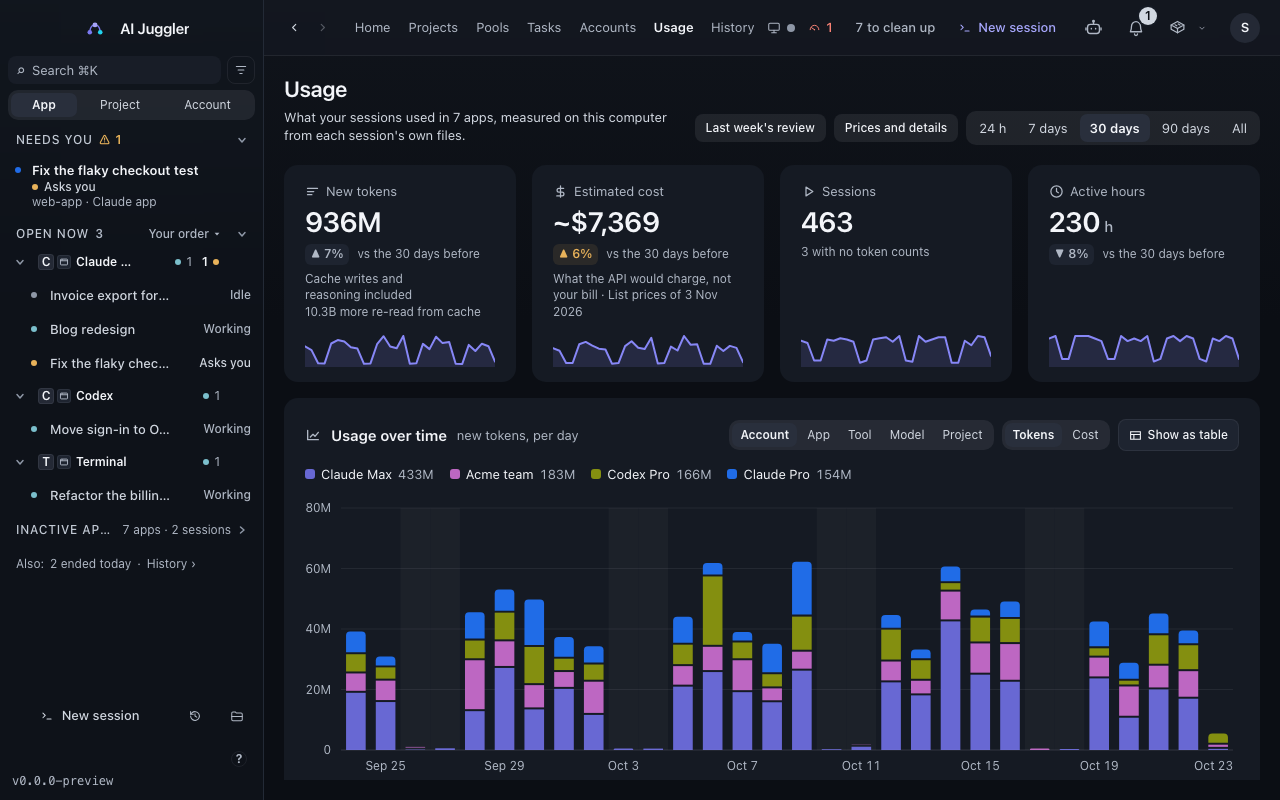 AI Juggler
Search ⌘K
App Project Account
NEEDS YOU 1
Fix the flaky checkout test
Asks you
web-app · Claude app
OPEN NOW 3 Your order
C Claude ... 1 1
Invoice export for... Idle
Blog redesign Working
Fix the flaky chec... Asks you
C Codex 1
Move sign-in to O... Working
T Terminal 1
Refactor the billin... Working
INACTIVE AP... 7 apps · 2 sessions
Also: 2 ended today · History ›
New session
?
v0.0.0-preview
Home Projects Pools Tasks Accounts Usage History 1 7 to clean up New session 1 S
Usage
What your sessions used in 7 apps, measured on this computer
from each session's own files.
Last week's review Prices and details 24 h 7 days 30 days 90 days All
New tokens
936M
▲ 7% vs the 30 days before
Cache writes and
reasoning included
10.3B more re-read from cache
Estimated cost
~$7,369
▲ 6% vs the 30 days before
What the API would charge, not
your bill · List prices of 3 Nov
2026
Sessions
463
3 with no token counts
Active hours
230 h
▼ 8% vs the 30 days before
Usage over time new tokens, per day
Account App Tool Model Project Tokens Cost Show as table
Claude Max 433M Acme team 183M Codex Pro 166M Claude Pro 154M
80M
60M
40M
20M
0
Sep 25 Sep 29 Oct 3 Oct 7 Oct 11 Oct 15 Oct 19 Oct 23